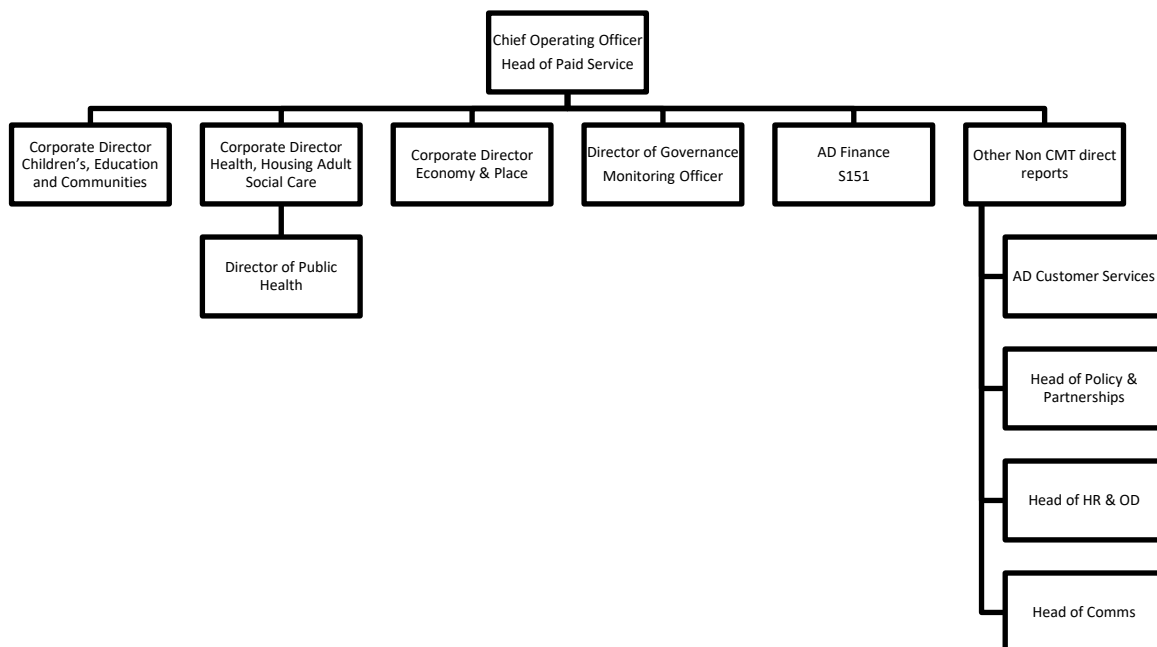 Chief Operating Officer
Head of Paid Service
Corporate Director
Children's, Education
and Communities
Corporate Director
Health, Housing Adult
Social Care
Corporate Director
Economy & Place
Director of Governance
Monitoring Officer
AD Finance
S151
Other Non CMT direct
reports
Director of Public
Health
AD Customer Services
Head of Policy &
Partnerships
Head of HR & OD
Head of Comms